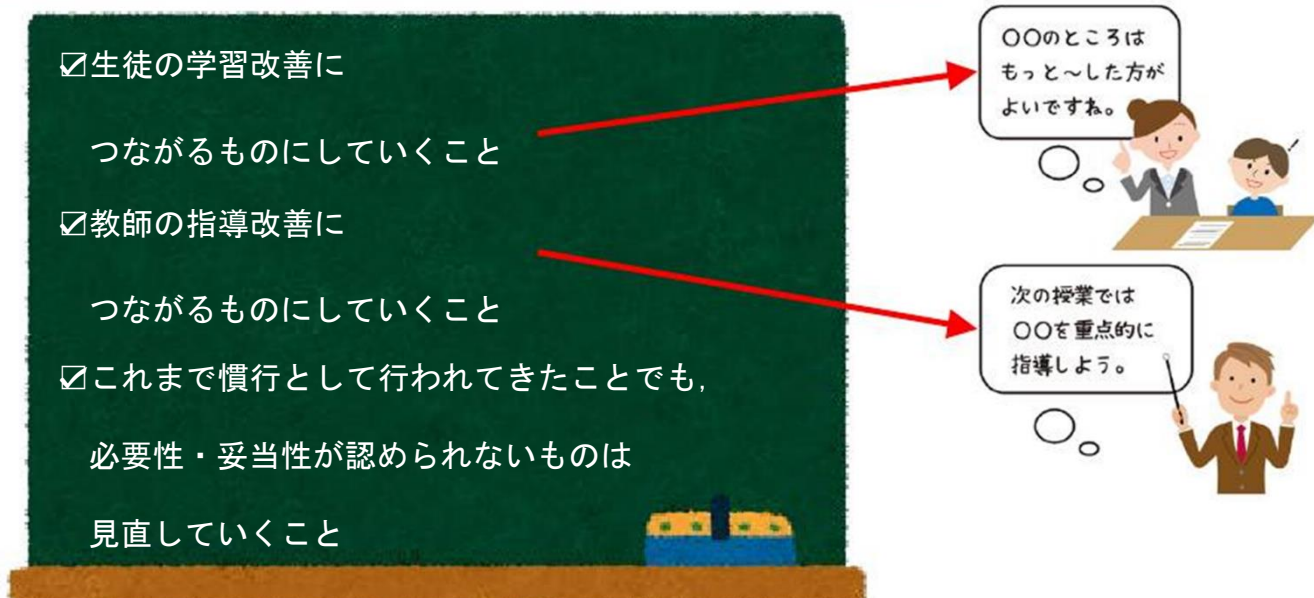 ☑生徒の学習改善に
つながるものにしていくこと
☑教師の指導改善に
つながるものにしていくこと
☑これまで慣行として行われてきたことでも,
必要性・妥当性が認められないものは
見直していくこと
〇〇のところは
もっと～した方が
よいですね。
次の授業では
〇〇を重点的に
指導しよう。